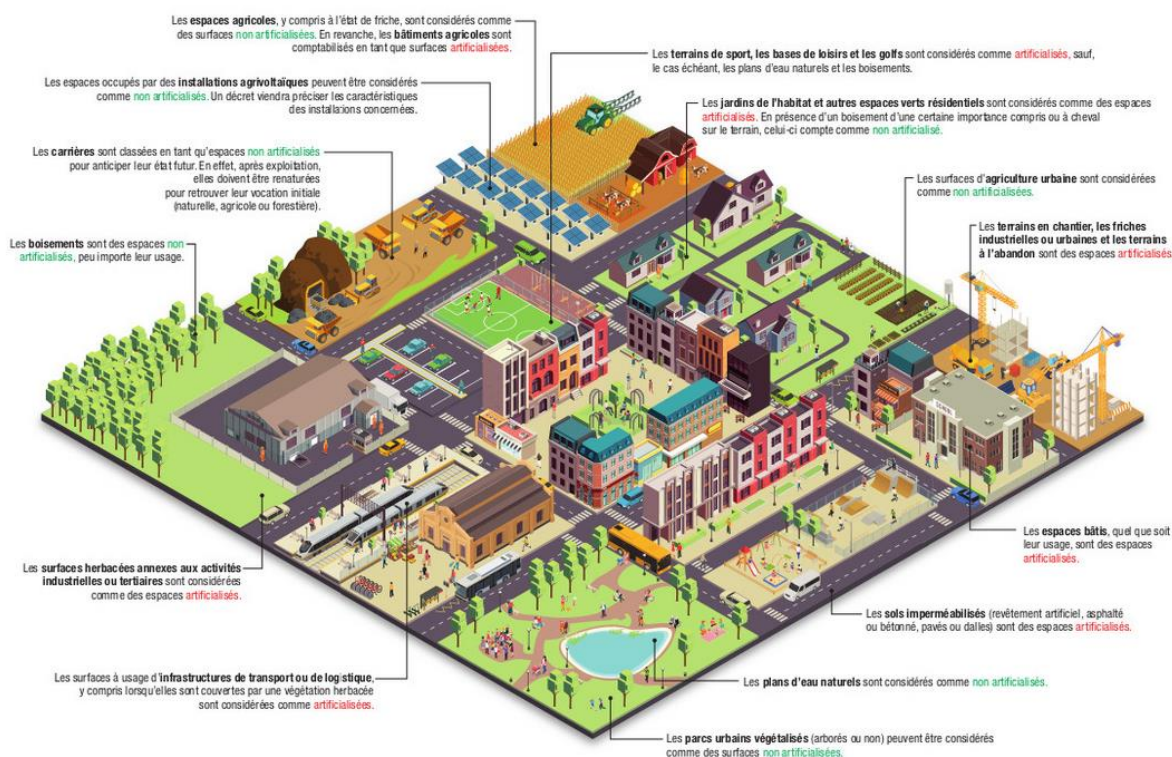 Les espaces agricoles, y compris à l'état de friche, sont considérés comme
des surfaces non artificialisées. En revanche, les bâtiments agricoles sont
comptabilisés en tant que surfaces artificialisées.
Les terrains de sport, les bases de loisirs et les golfs sont considérés comme artificialisés, sauf,
le cas échéant, les plans d'eau naturels et les boisements.
Les espaces occupés par des installations agrivoltaïques peuvent être considérés
comme non artificialisés. Un décret viendra préciser les caractéristiques
des installations concernées.
Les jardins de l'habitat et autres espaces verts résidentiels sont considérés comme des espaces
artificialisés. En présence d'un boisement d'une certaine importance compris ou à cheval
sur le terrain, celui-ci compte comme non artificialisé.
Les carrières sont classées en tant qu'espaces non artificialisés
pour anticiper leur état futur. En effet, après exploitation,
elles doivent être renaturées
pour retrouver leur vocation initiale
(naturelle, agricole ou forestière).
Les surfaces d'agriculture urbaine sont considérées
comme non artificialisées.
Les terrains en chantier, les friches
industrielles ou urbaines et les terrains
à l'abandon sont des espaces artificialisés
Les boisements sont des espaces non
artificialisés, peu importe leur usage.
Les espaces bâtis, quel que soit
leur usage, sont des espaces
artificialisés.
Les surfaces herbacées annexes aux activités
industrielles ou tertiaires sont considérées
comme des espaces artificialisés.
Les sols imperméabilisés (revêtement artificiel, asphalté
ou bétonné, pavés ou dalles) sont des espaces artificialisés.
Les surfaces à usage d'infrastructures de transport ou de logistique,
y compris lorsqu'elles sont couvertes par une végétation herbacée
sont considérées comme artificialisées.
Les plans d'eau naturels sont considérés comme non artificialisés.
Les parcs urbains végétalisés (arborés ou non) peuvent être considérés
comme des surfaces non artificialisées.